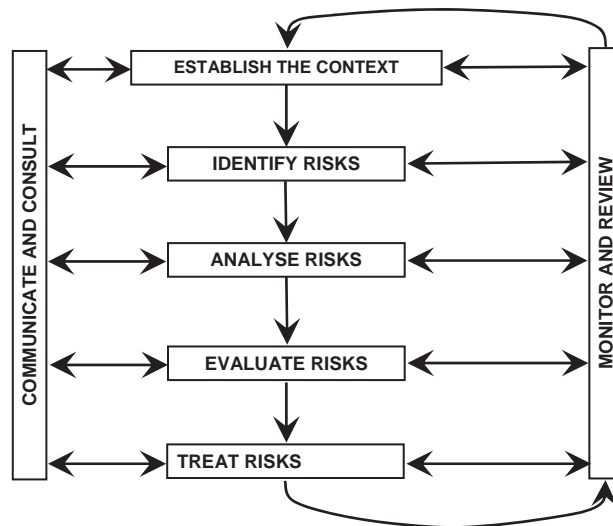 ESTABLISH THE CONTEXT
COMMUNICATE AND CONSULT
IDENTIFY RISKS
ANALYSE RISKS
EVALUATE RISKS
TREAT RISKS
MONITOR AND REVIEW